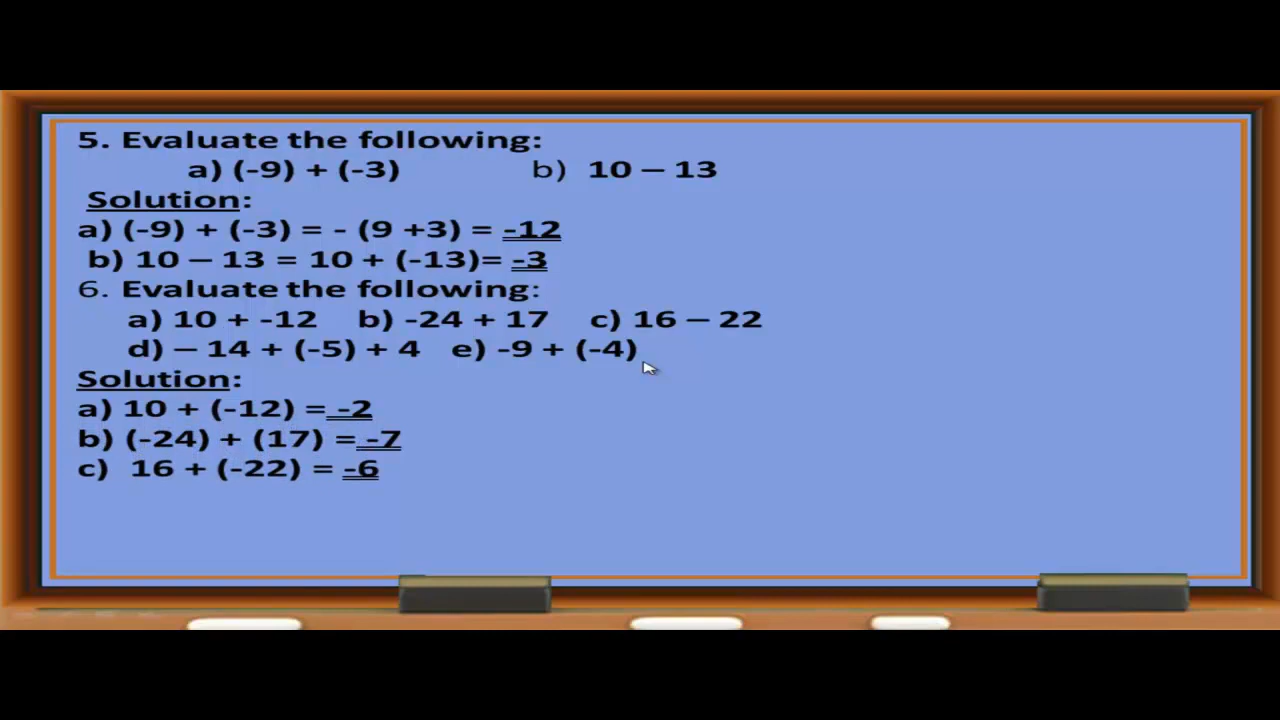 5. Evaluate the following:
a) (-9) + (-3) b) 10 – 13
Solution:
a) (-9) + (-3) = - (9 +3) = -12
b) 10 – 13 = 10 + (-13)= -3
6. Evaluate the following:
a) 10 + -12 b) -24 + 17 c) 16 – 22
d) – 14 + (-5) + 4 e) -9 + (-4)
Solution:
a) 10 + (-12) = -2
b) (-24) + (17) = -7
c) 16 + (-22) = -6